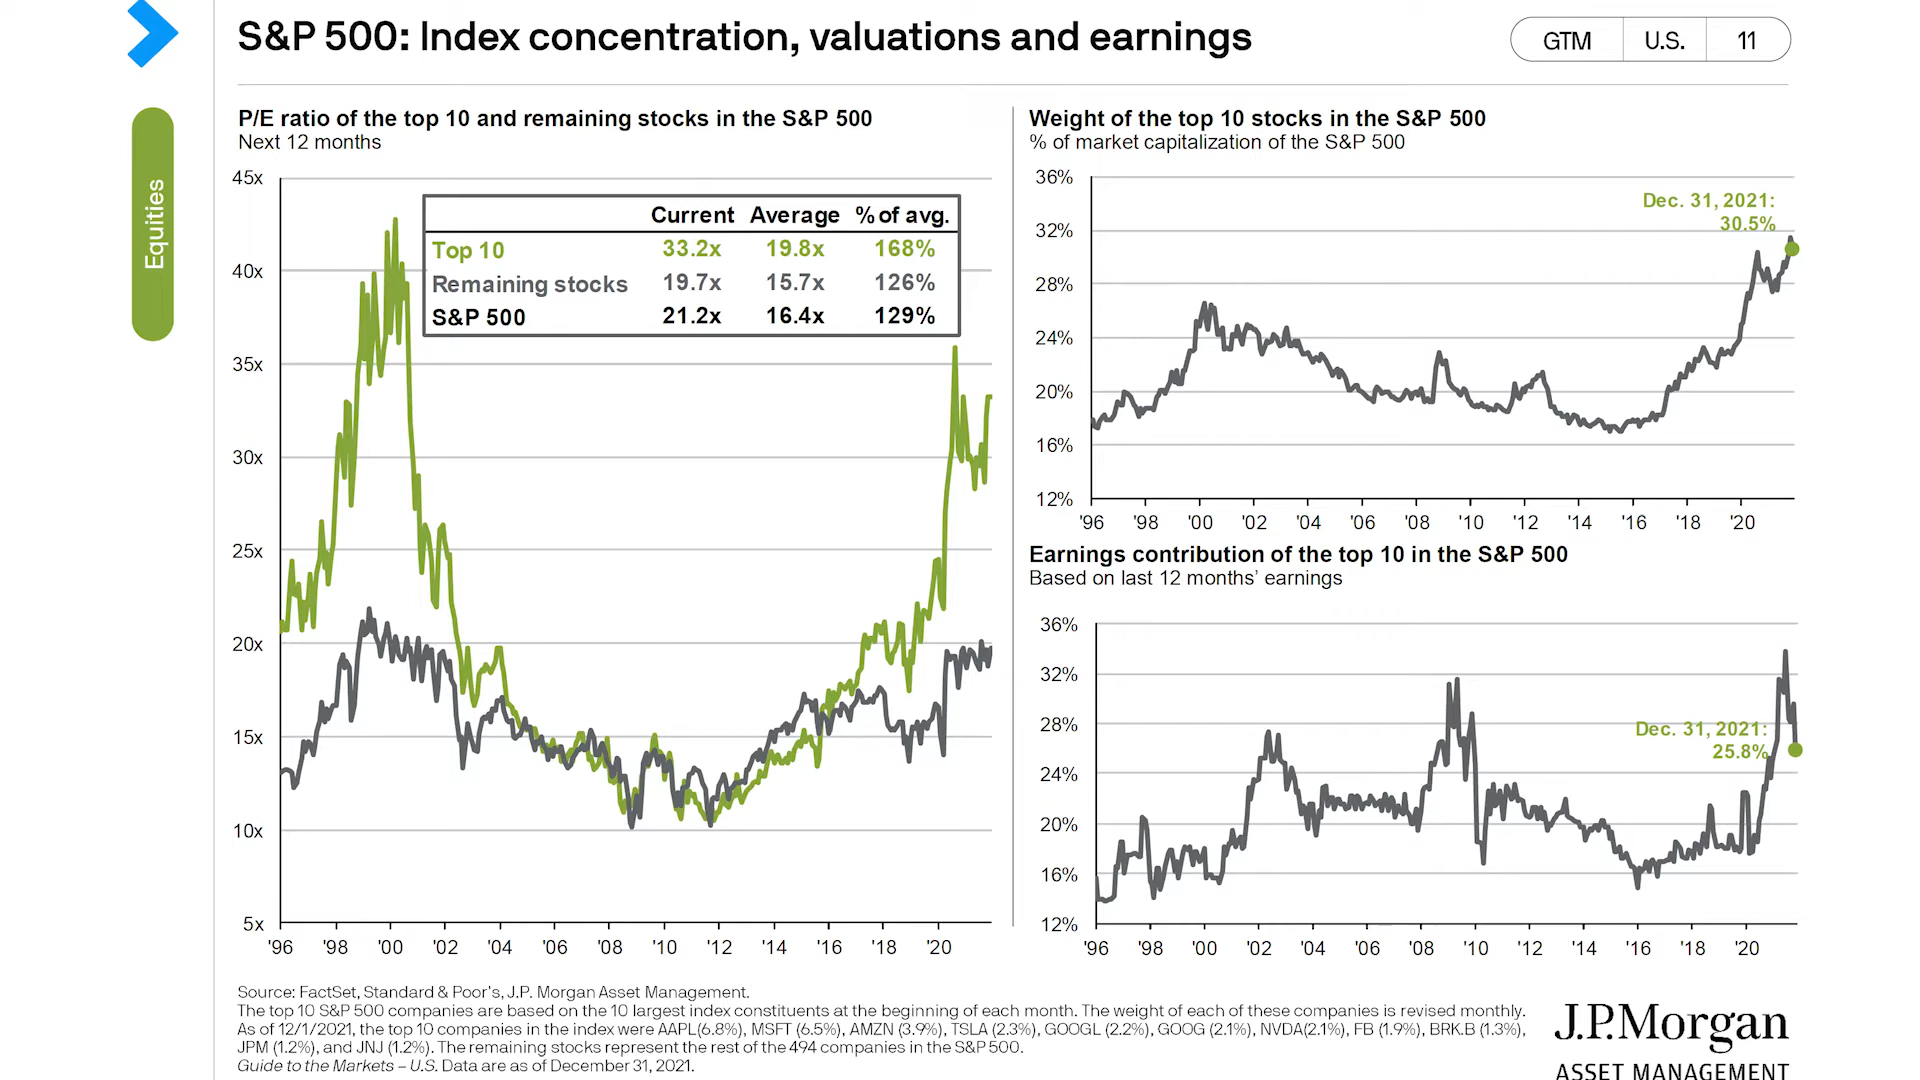 S&P 500: Index concentration, valuations and earnings
GTM U.S. 11
Equities
P/E ratio of the top 10 and remaining stocks in the S&P 500
Next 12 months
45x
40x
35x
30x
25x
20x
15x
10x
5x
'96 '98 '00 '02 '04 '06 '08 '10 '12 '14 '16 '18 '20
Current Average % of avg.
Top 10 33.2x 19.8x 168%
Remaining stocks 19.7x 15.7x 126%
S&P 500 21.2x 16.4x 129%
Weight of the top 10 stocks in the S&P 500
% of market capitalization of the S&P 500
36%
32%
28%
24%
20%
16%
12%
'96 '98 '00 '02 '04 '06 '08 '10 '12 '14 '16 '18 '20
Dec. 31, 2021:
30.5%
Earnings contribution of the top 10 in the S&P 500
Based on last 12 months' earnings
36%
32%
28%
24%
20%
16%
12%
'96 '98 '00 '02 '04 '06 '08 '10 '12 '14 '16 '18 '20
Dec. 31, 2021:
25.8%
Source: FactSet, Standard & Poor's, J.P. Morgan Asset Management.
The top 10 S&P 500 companies are based on the 10 largest index constituents at the beginning of each month. The weight of each of these companies is revised monthly.
As of 12/1/2021, the top 10 companies in the index were AAPL(6.8%), MSFT (6.5%), AMZN (3.9%), TSLA (2.3%), GOOGL (2.2%), GOOG (2.1%), NVDA(2.1%), FB (1.9%), BRK.B (1.3%),
JPM (1.2%), and JNJ (1.2%). The remaining stocks represent the rest of the 494 companies in the S&P 500.
Guide to the Markets – U.S. Data are as of December 31, 2021.
J.P.Morgan
ASSET MANAGEMENT